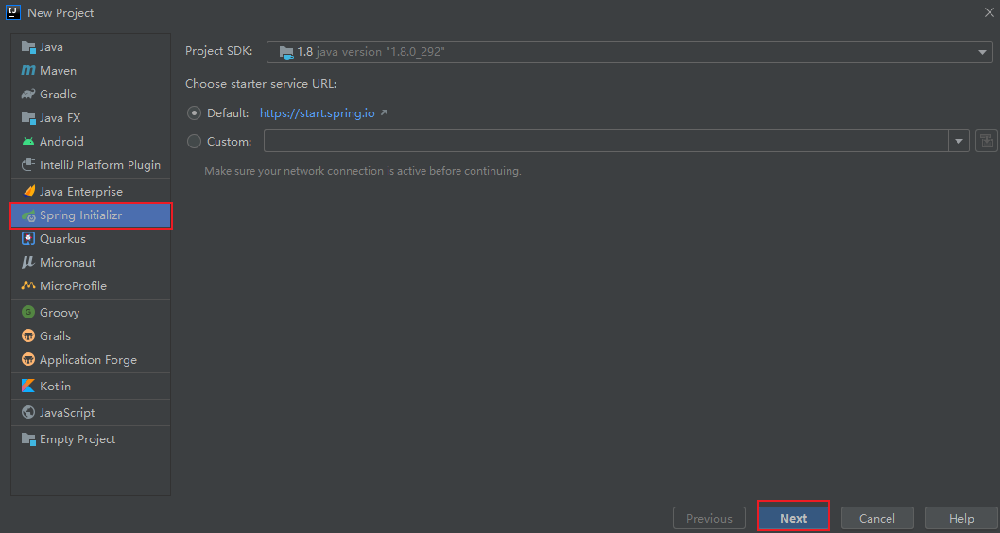 New Project
Java
Maven
Gradle
Java FX
Android
IntelliJ Platform Plugin
Java Enterprise
Spring Initializr
Quarkus
Micronaut
MicroProfile
Groovy
Grails
Application Forge
Kotlin
JavaScript
Empty Project
Project SDK: 1.8 java version "1.8.0_292"
Choose starter service URL:
Default: https://start.spring.io
Custom:
Make sure your network connection is active before continuing.
Previous Next Cancel Help